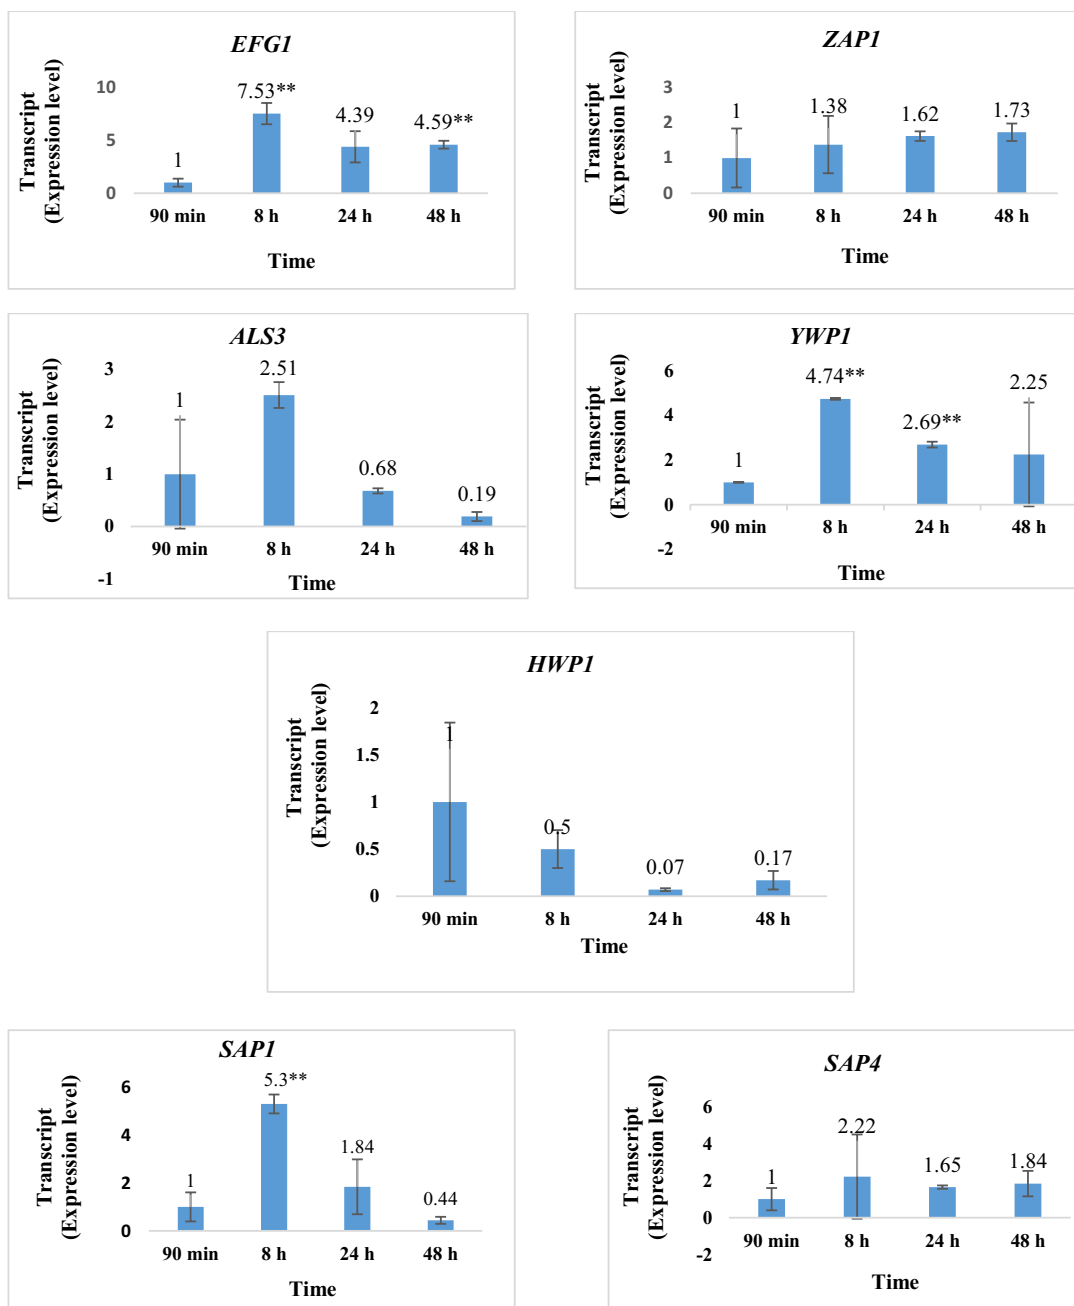 EFG1
Transcript
(Expression level)
10
5
0
1
7.53**
4.39
4.59**
90 min
8 h
24 h
48 h
Time
ZAP1
Transcript
(Expression level)
3
2
1
0
1
1.38
1.62
1.73
90 min
8 h
24 h
48 h
Time
ALS3
Transcript
(Expression level)
3
2
1
0
-1
1
2.51
0.68
0.19
90 min
8 h
24 h
48 h
Time
YWP1
Transcript
(Expression level)
6
4
2
0
-2
1
4.74**
2.69**
2.25
90 min
8 h
24 h
48 h
Time
HWP1
Transcript
(Expression level)
2
1.5
1
0.5
0
1
0.5
0.07
0.17
90 min
8 h
24 h
48 h
Time
SAP1
Transcript
(Expression level)
6
4
2
0
1
5.3**
1.84
0.44
90 min
8 h
24 h
48 h
Time
SAP4
Transcript
(Expression level)
6
4
2
0
-2
1
2.22
1.65
1.84
90 min
8 h
24 h
48 h
Time